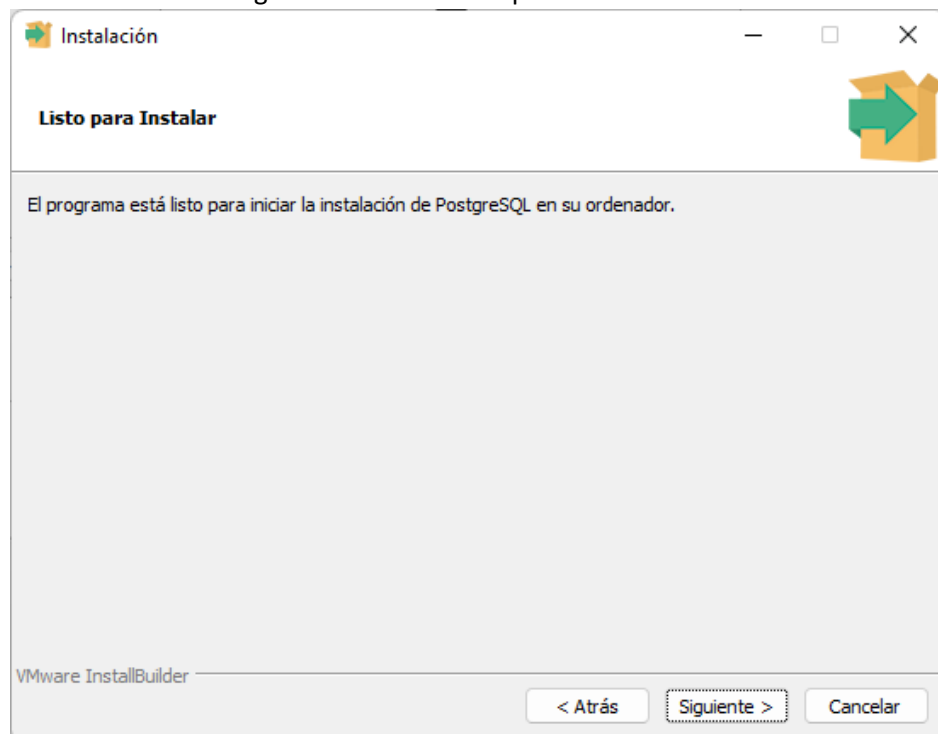 Instalación
Listo para Instalar
El programa está listo para iniciar la instalación de PostgreSQL en su ordenador.
VMware InstallBuilder
< Atrás
Siguiente >
Cancelar